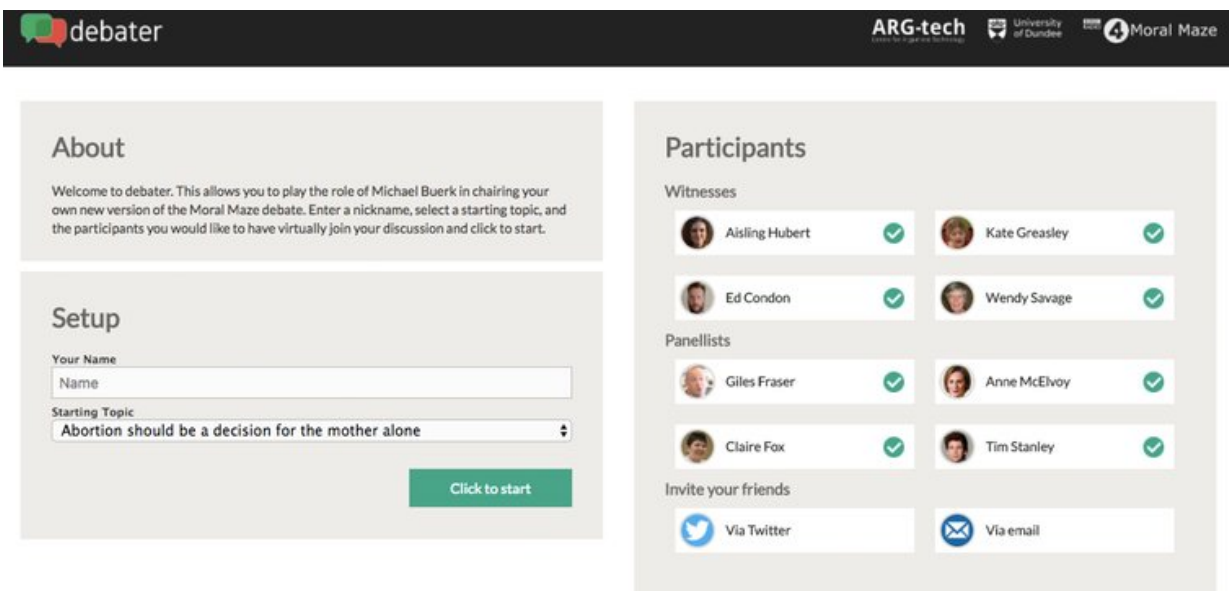 debater
ARG-tech
University
of Dundee
4 Moral Maze
About
Welcome to debater. This allows you to play the role of Michael Buerk in chairing your
own new version of the Moral Maze debate. Enter a nickname, select a starting topic, and
the participants you would like to have virtually join your discussion and click to start.
Setup
Your Name
Name
Starting Topic
Abortion should be a decision for the mother alone
Click to start
Participants
Witnesses
Aisling Hubert
Kate Greasley
Ed Condon
Wendy Savage
Panellists
Giles Fraser
Anne McElvoy
Claire Fox
Tim Stanley
Invite your friends
Via Twitter
Via email